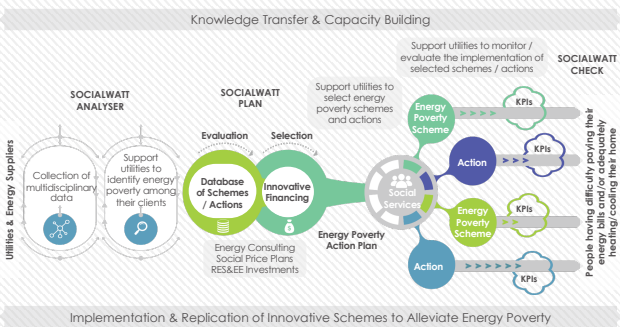 Knowledge Transfer & Capacity Building
Support utilities to monitor /
evaluate the implementation of
selected schemes / actions
SOCIALWATT
CHECK
SOCIALWATT
ANALYSER
SOCIALWATT
PLAN
Support utilities to
select energy
poverty schemes
and actions
Utilities & Energy Suppliers
Collection of
multidisciplinary
data
Support
utilities to
identify energy
poverty among
their clients
Evaluation
Selection
Database
of Schemes
/ Actions
Innovative
Financing
Energy Consulting
Social Price Plans
RES&EE Investments
Energy Poverty
Action Plan
Social
Services
Energy
Poverty
Scheme
KPIs
Action
KPIs
Energy
Poverty
Scheme
KPIs
Action
KPIs
People having difficulty paying their
energy bills and/or adequately
heating/cooling their home
Implementation & Replication of Innovative Schemes to Alleviate Energy Poverty